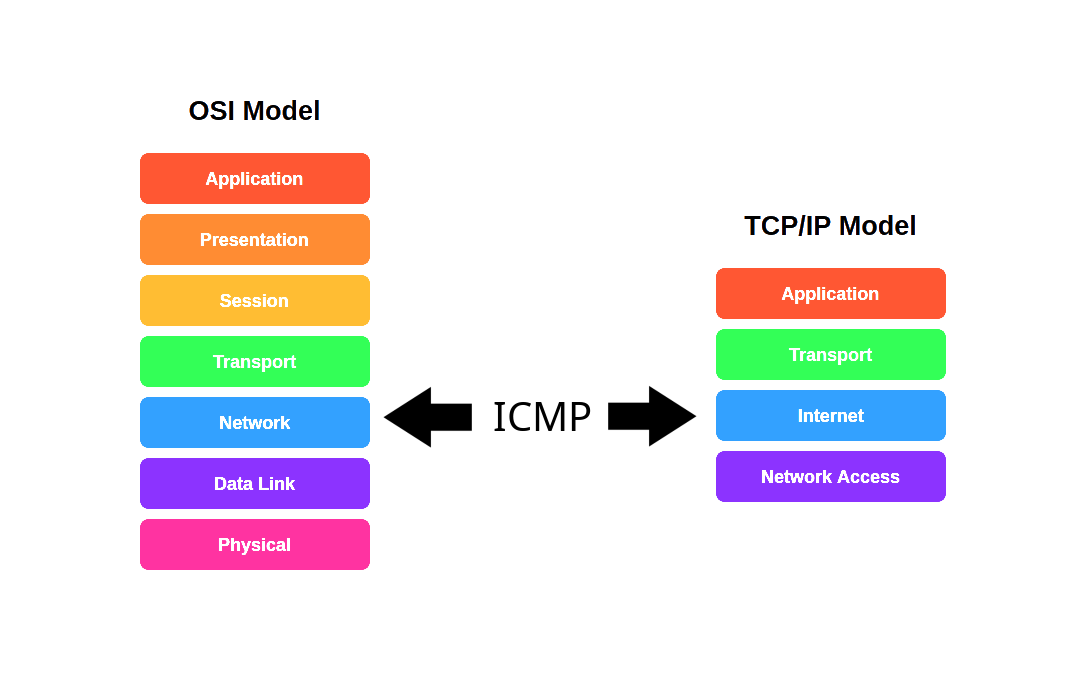 OSI Model
Application
Presentation
Session
Transport
Network
Data Link
Physical
ICMP
TCP/IP Model
Application
Transport
Internet
Network Access